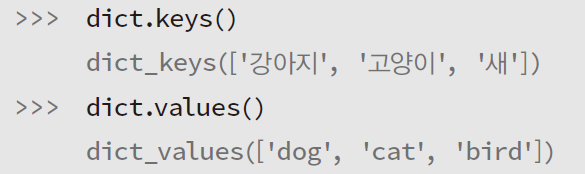 >>> dict.keys()
dict_keys(['강아지', '고양이', '새'])
>>> dict.values()
dict_values(['dog', 'cat', 'bird'])